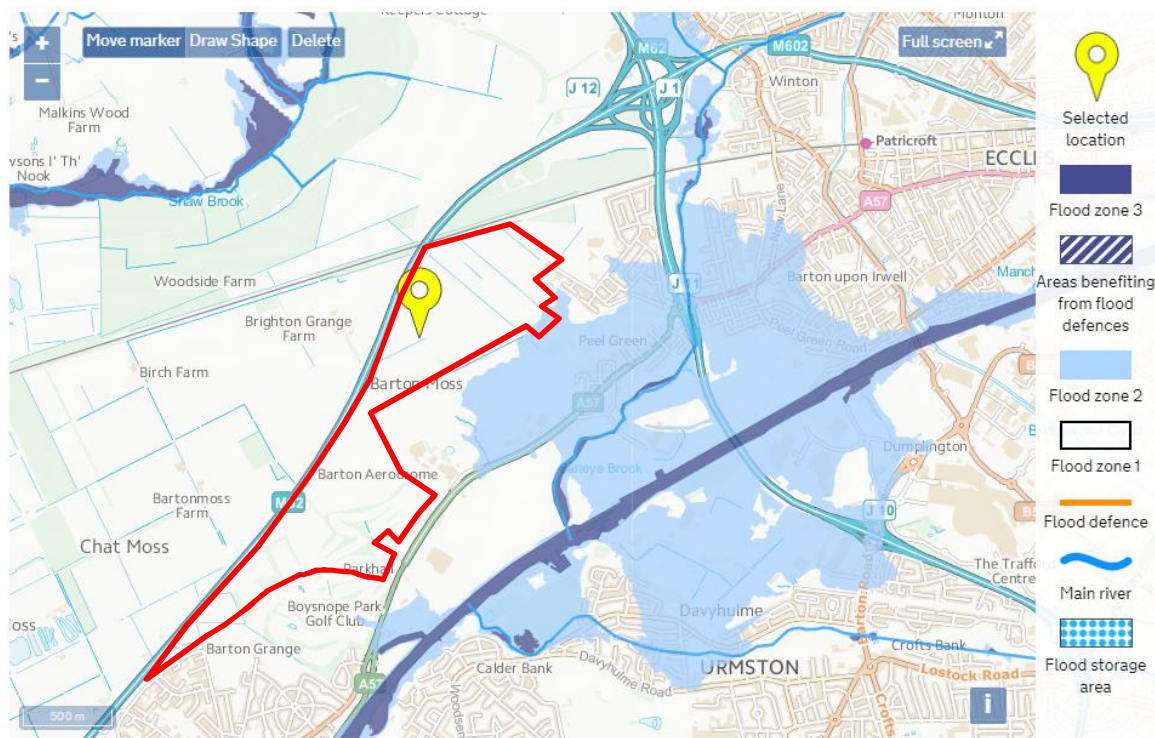 +
−
Move marker
Draw Shape
Delete
Full screen
Keepers Cottage
Malkins Wood
Farm
Nook
Shaw Brook
Woodside Farm
Brighton Grange
Farm
Birch Farm
Barton Moss
Barton Aerodrome
Bartonmoss
Farm
Chat Moss
Boysnope Park
Golf Club
Barton Grange
A57
500 m
M62
J 12
J 1
M602
Monton
Winton
Patricroft
ECCLES
A57
New Lane
J 11
Barton upon Irwell
Peel Green
Peel Green Road
A57
Salteye Brook
Dumplington
J 10
Barton Road
The Trafford
Centre
Davyhulme
Crofts Bank
Calder Bank
Davyhulme Road
URMSTON
Lostock Road
i
Selected
location
Flood zone 3
Areas benefiting
from flood
defences
Flood zone 2
Flood zone 1
Flood defence
Main river
Flood storage
area